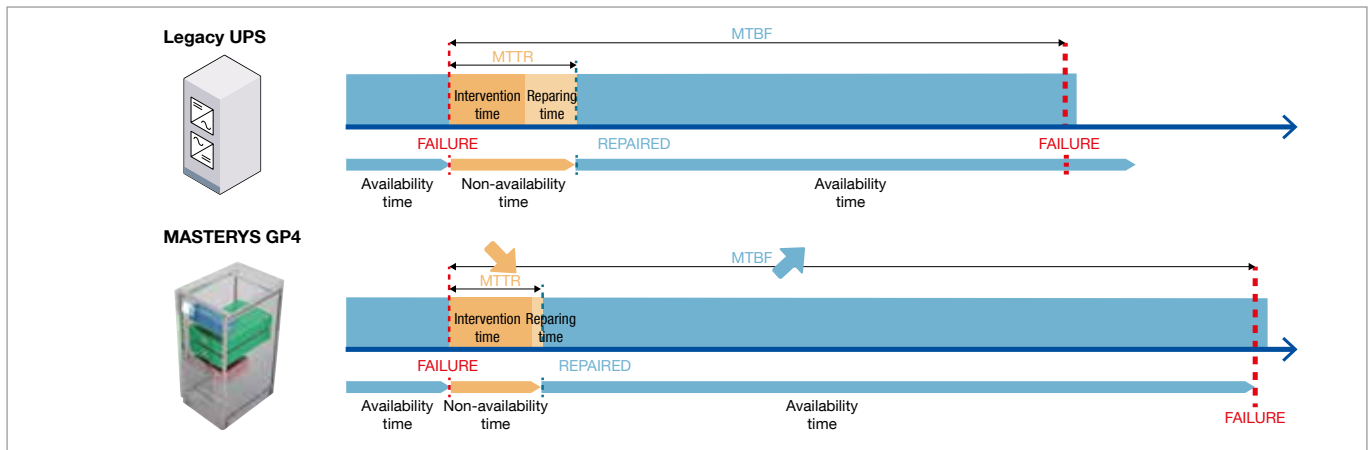 Legacy UPS
MTBF
MTTR
Intervention Reparing
time time
FAILURE REPAIRED FAILURE
Availability Non-availability Availability
time time time
MASTERYS GP4
MTBF
MTTR
Intervention Reparing
time time
FAILURE REPAIRED
Availability Non-availability Availability
time time time
FAILURE